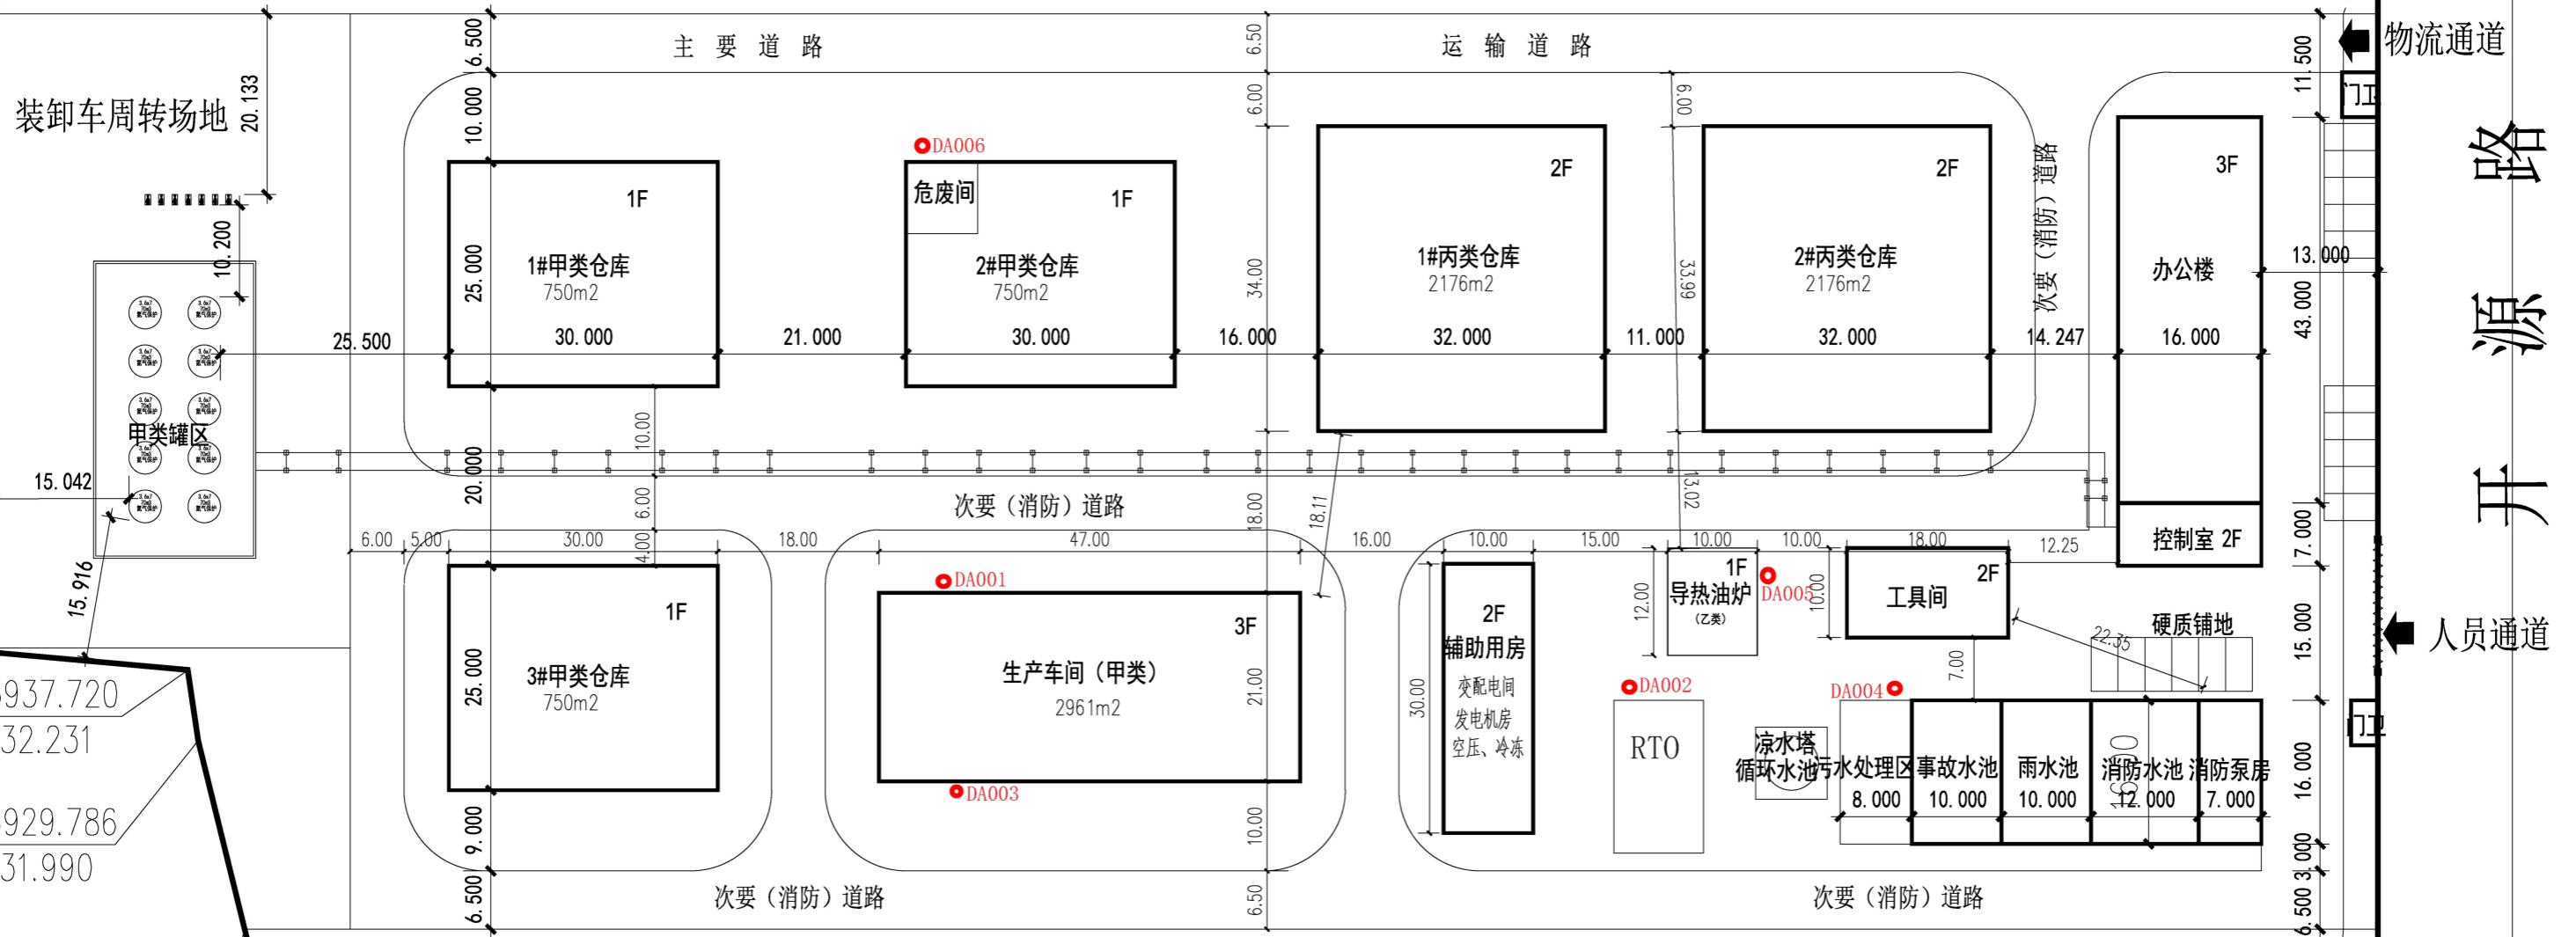 主要道路
运输道路
物流通道
6.500
6.50
11.500
20.133
装卸车周转场地
10.000
6.00
6.00
门卫
DA006
路
源
开
1F
危废间
1F
2F
2F
3F
次要（消防）道路
10.200
25.000
1#甲类仓库
750m2
2#甲类仓库
750m2
34.00
1#丙类仓库
2176m2
33.99
2#丙类仓库
2176m2
办公楼
13.000
43.000
25.500
30.000
21.000
30.000
16.000
32.000
11.000
32.000
14.247
16.000
甲类罐区
10.00
15.042
20.000
6.00
次要（消防）道路
18.00
18.11
13.02
控制室 2F
7.000
6.00
5.00
30.00
4.00
18.00
47.00
16.00
10.00
15.00
10.00
10.00
18.00
12.25
15.916
DA001
1F
导热油炉
（乙类）
12.00
DA005
10.00
2F
工具间
1F
3F
2F
辅助用房
变配电间
发电机房
空压、冷冻
30.00
硬质铺地
22.35
15.000
人员通道
25.000
3#甲类仓库
750m2
生产车间（甲类）
2961m2
21.00
7.00
DA002
DA004
RTO
门卫
937.720
32.231
凉水塔
循环水池
污水处理区
事故水池
雨水池
消防水池
消防泵房
16.000
8.000
10.000
10.000
12.000
7.000
DA003
929.786
31.990
9.000
10.00
3.000
6.500
次要（消防）道路
6.50
次要（消防）道路
6.500